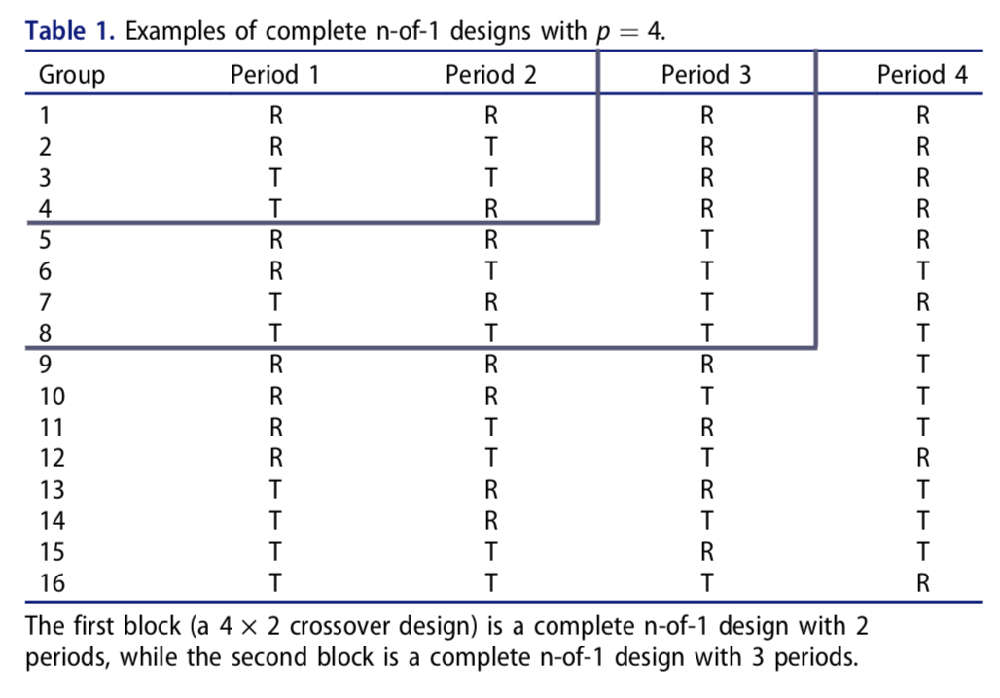 Table 1. Examples of complete n-of-1 designs with p = 4.
Group Period 1 Period 2 Period 3 Period 4
1 R R R R
2 R T R R
3 T T R R
4 T R R R
5 R R T R
6 R T T T
7 T R T R
8 T T T T
9 R R R T
10 R R T T
11 R T R T
12 R T T R
13 T R R T
14 T R T T
15 T T R T
16 T T T R
The first block (a 4 × 2 crossover design) is a complete n-of-1 design with 2
periods, while the second block is a complete n-of-1 design with 3 periods.